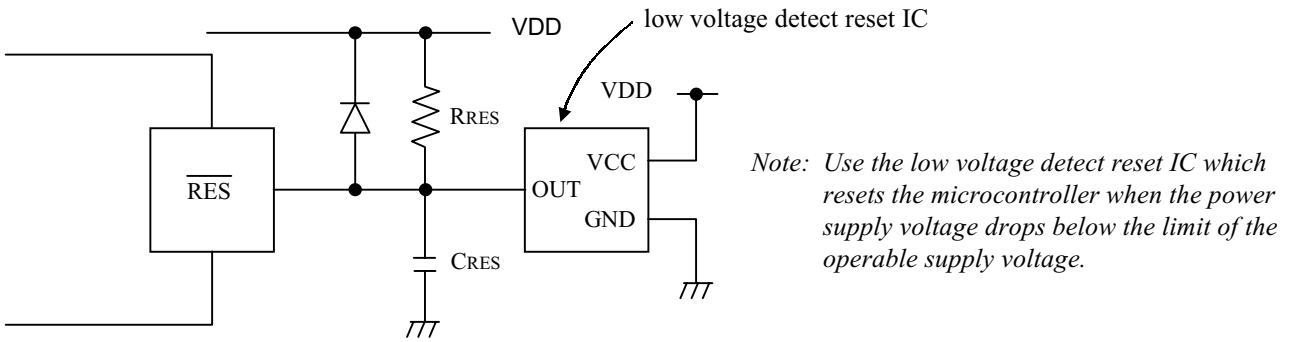 low voltage detect reset IC
VDD
VDD
RRES
VCC
RES
OUT
GND
CRES
Note: Use the low voltage detect reset IC which
resets the microcontroller when the power
supply voltage drops below the limit of the
operable supply voltage.